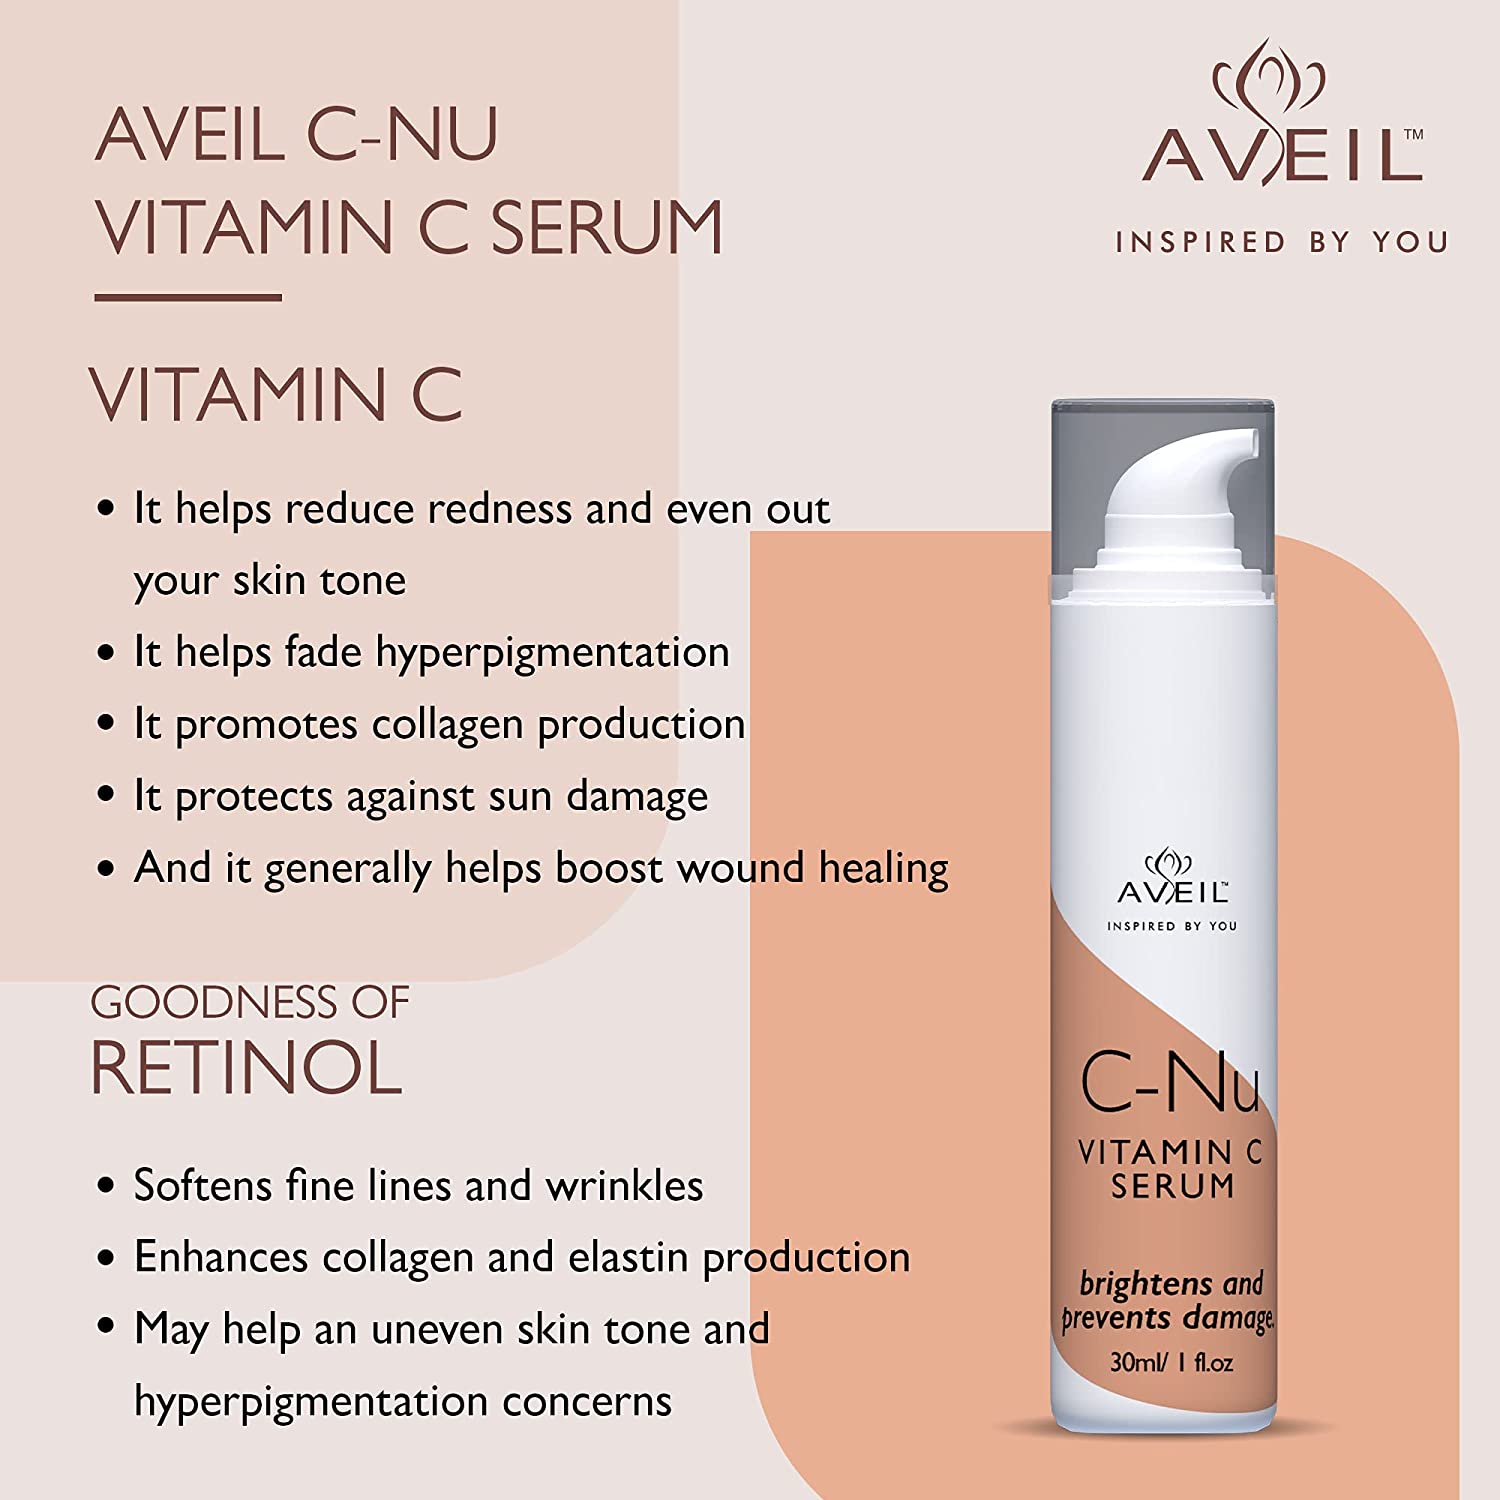 AVEIL C-NU
VITAMIN C SERUM
AVEIL™
INSPIRED BY YOU
VITAMIN C
• It helps reduce redness and even out
your skin tone
• It helps fade hyperpigmentation
• It promotes collagen production
• It protects against sun damage
• And it generally helps boost wound healing
GOODNESS OF
RETINOL
• Softens fine lines and wrinkles
• Enhances collagen and elastin production
• May help an uneven skin tone and
hyperpigmentation concerns
AVEIL™
INSPIRED BY YOU
C-Nu
VITAMIN C
SERUM
brightens and
prevents damage.
30ml/ 1 fl.oz